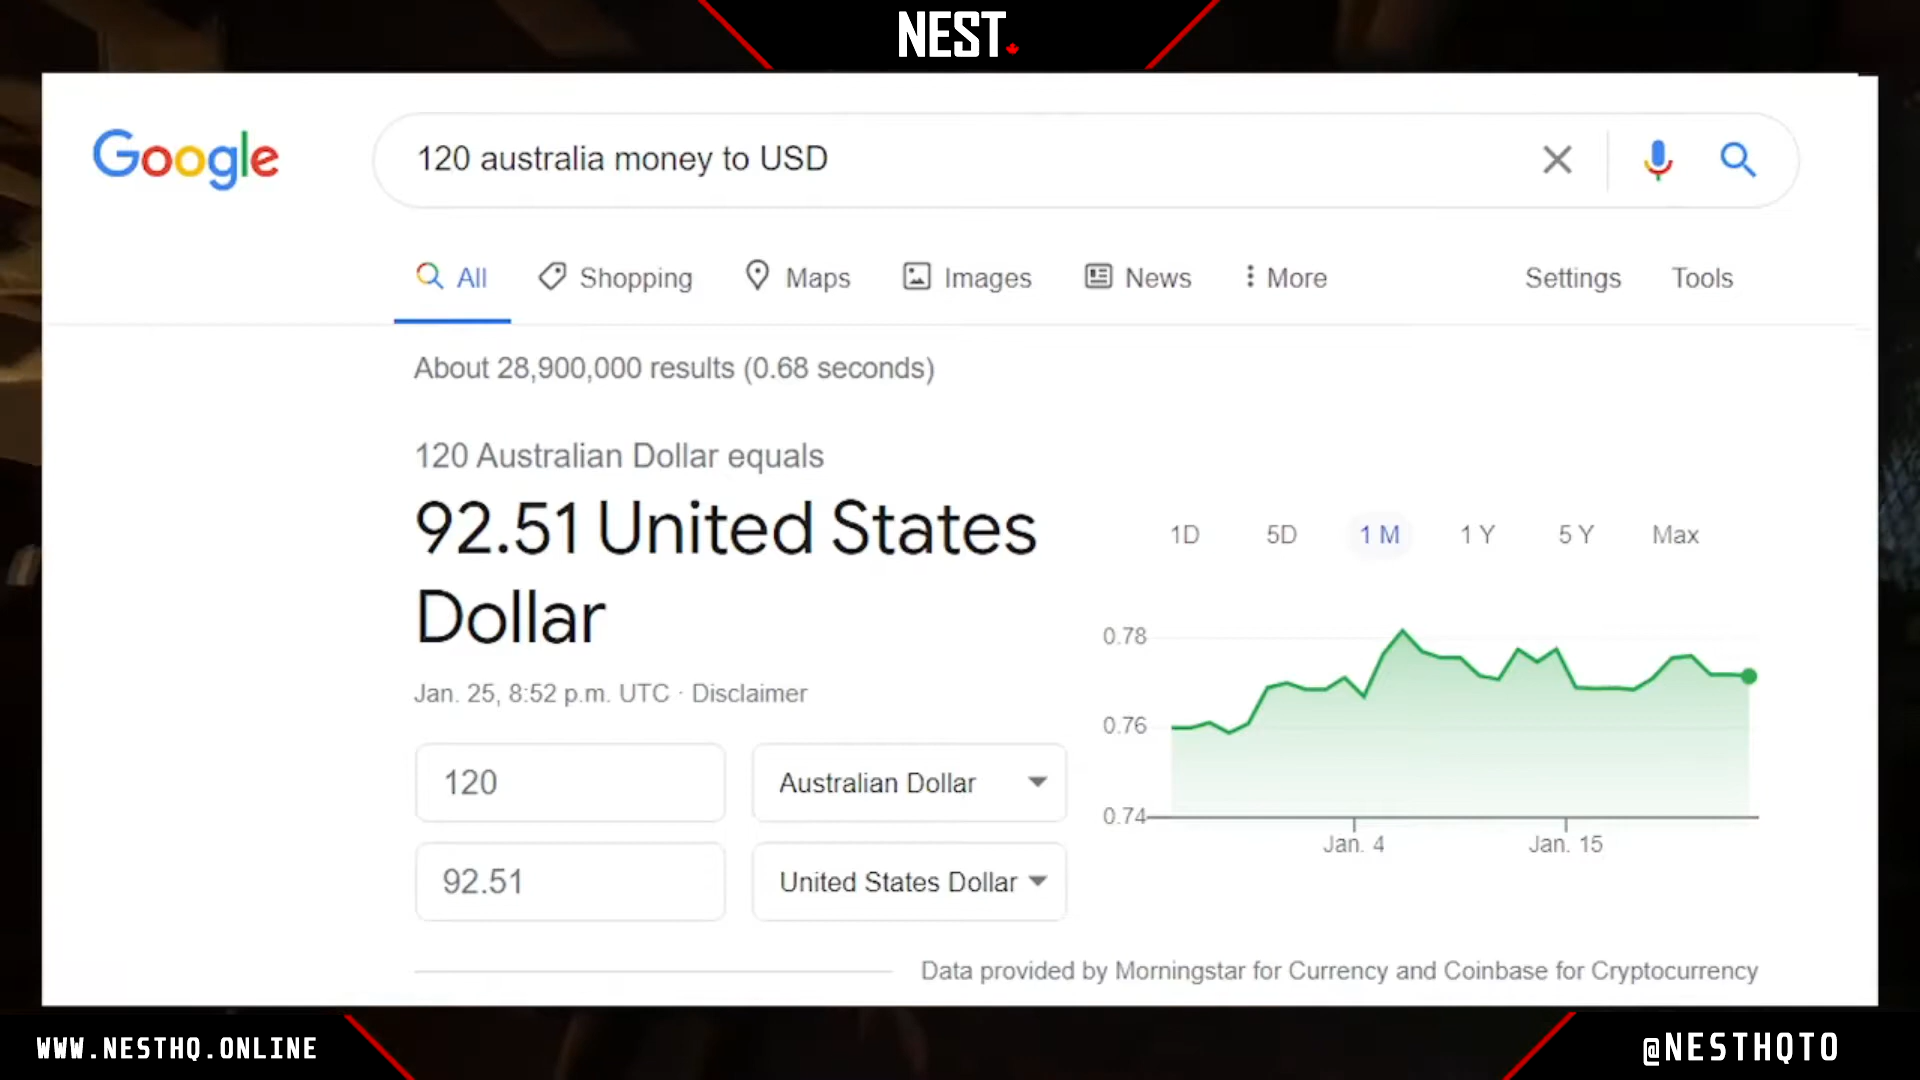 NEST
Google
120 australia money to USD
All Shopping Maps Images News More Settings Tools
About 28,900,000 results (0.68 seconds)
120 Australian Dollar equals
92.51 United States
Dollar
Jan. 25, 8:52 p.m. UTC · Disclaimer
120 Australian Dollar
92.51 United States Dollar
1D 5D 1 M 1 Y 5 Y Max
0.78
0.76
0.74
Jan. 4 Jan. 15
Data provided by Morningstar for Currency and Coinbase for Cryptocurrency
WWW.NESTHQ.ONLINE
@NESTHQTO